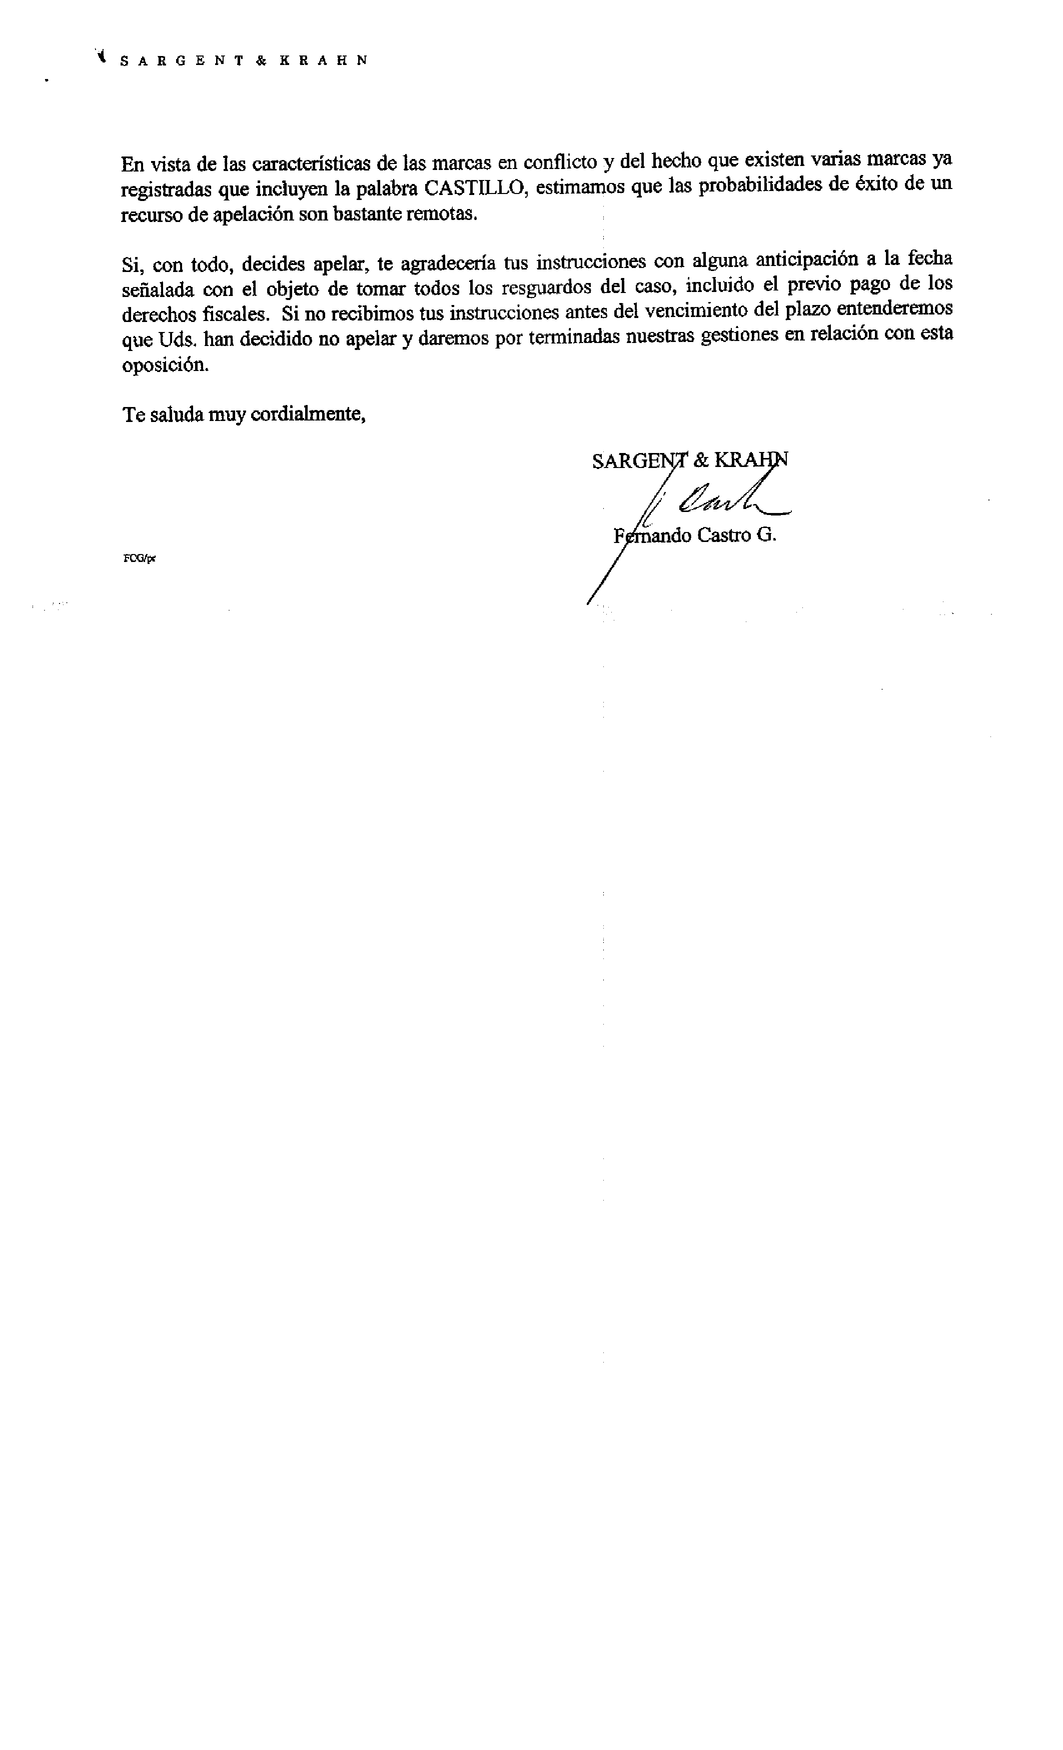 SARGENT & KRAHN
En vista de las características de las marcas en conflicto y del hecho que existen varias marcas ya
registradas que incluyen la palabra CASTILLO, estimamos que las probabilidades de éxito de un
recurso de apelación son bastante remotas.
Si, con todo, decides apelar, te agradecería tus instrucciones con alguna anticipación a la fecha
señalada con el objeto de tomar todos los resguardos del caso, incluido el previo pago de los
derechos fiscales. Si no recibimos tus instrucciones antes del vencimiento del plazo entenderemos
que Uds. han decidido no apelar y daremos por terminadas nuestras gestiones en relación con esta
oposición.
Te saluda muy cordialmente,
SARGENT & KRAHN
Fernando Castro G.
FCG/pr